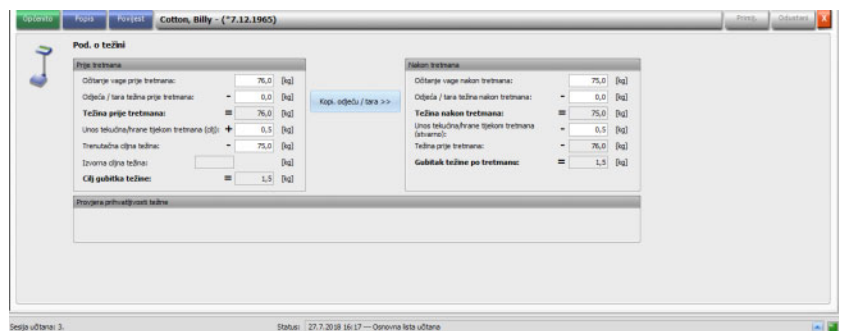 Općenito Popis Povijest Cotton, Billy - (*7.12.1965) Primij. Odustani X
Pod. o težini
Prije tretmana
Očitanje vage prije tretmana: 76,0 [kg]
Odjeća / tara težina prije tretmana: - 0,0 [kg]
Težina prije tretmana: = 76,0 [kg]
Unos tekućina/hrane tijekom tretmana (cilj): + 0,5 [kg]
Trenutačna ciljna težina: - 75,0 [kg]
Izvorna ciljna težina: [kg]
Cilj gubitka težine: = 1,5 [kg]
Kopi. odjeću / tara >>
Nakon tretmana
Očitanje vage nakon tretmana: 75,0 [kg]
Odjeća / tara težina nakon tretmana: - 0,0 [kg]
Težina nakon tretmana: = 75,0 [kg]
Unos tekućina/hrane tijekom tretmana
(stvarno): - 0,5 [kg]
Težina prije tretmana: - 76,0 [kg]
Gubitak težine po tretmanu: = 1,5 [kg]
Provjera prihvatljivosti težine
Sesija učitana: 3. Status: 27.7.2018 16:17 — Osnovna lista učitana